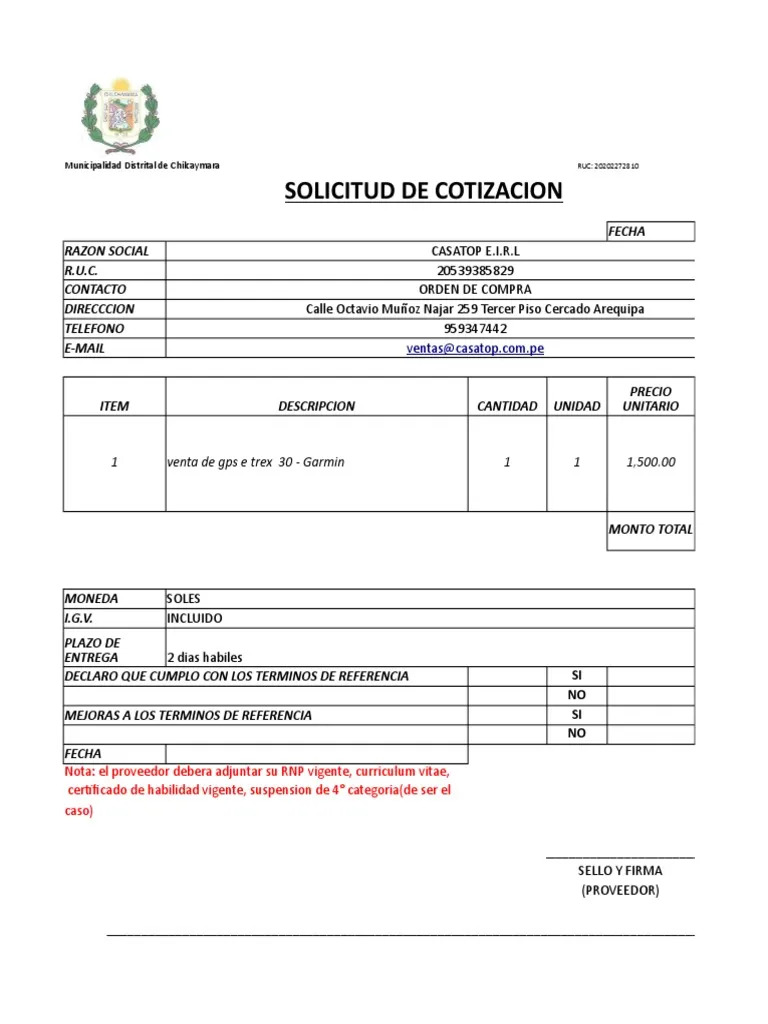 Municipalidad Distrital de Chikaymara
RUC: 20202272810
SOLICITUD DE COTIZACION
FECHA
RAZON SOCIAL CASATOP E.I.R.L
R.U.C. 20539385829
CONTACTO ORDEN DE COMPRA
DIRECCCION Calle Octavio Muñoz Najar 259 Tercer Piso Cercado Arequipa
TELEFONO 959347442
E-MAIL ventas@casatop.com.pe
ITEM DESCRIPCION CANTIDAD UNIDAD PRECIO UNITARIO
1 venta de gps e trex 30 - Garmin 1 1 1,500.00
MONTO TOTAL
MONEDA SOLES
I.G.V. INCLUIDO
PLAZO DE ENTREGA 2 dias habiles
DECLARO QUE CUMPLO CON LOS TERMINOS DE REFERENCIA SI
NO
MEJORAS A LOS TERMINOS DE REFERENCIA SI
NO
FECHA
Nota: el proveedor debera adjuntar su RNP vigente, curriculum vitae,
certificado de habilidad vigente, suspension de 4° categoria(de ser el
caso)
SELLO Y FIRMA
(PROVEEDOR)